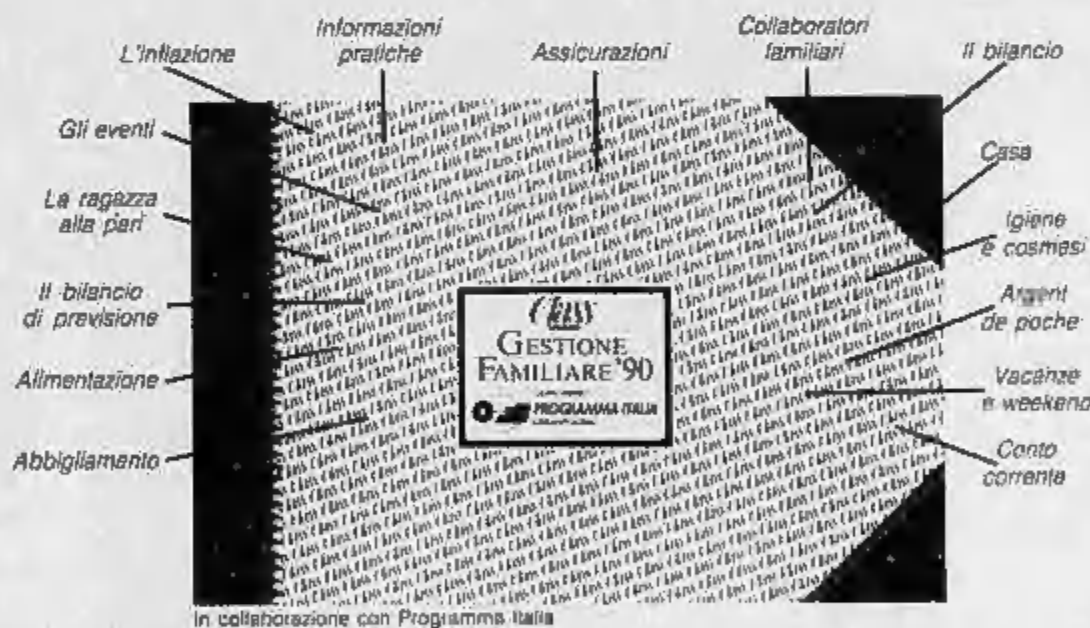 L'inflazione
Informazioni
pratiche
Assicurazioni
Collaboratori
familiari
Il bilancio
Gli eventi
La ragazza
alla pari
Il bilancio
di previsione
Alimentazione
Abbigliamento
Casa
Igiene
e cosmesi
Argent
de poche
Vacanze
e weekend
Conto
corrente
Class
GESTIONE
FAMILIARE '90
PROGRAMMA ITALIA
In collaborazione con Programma Italia